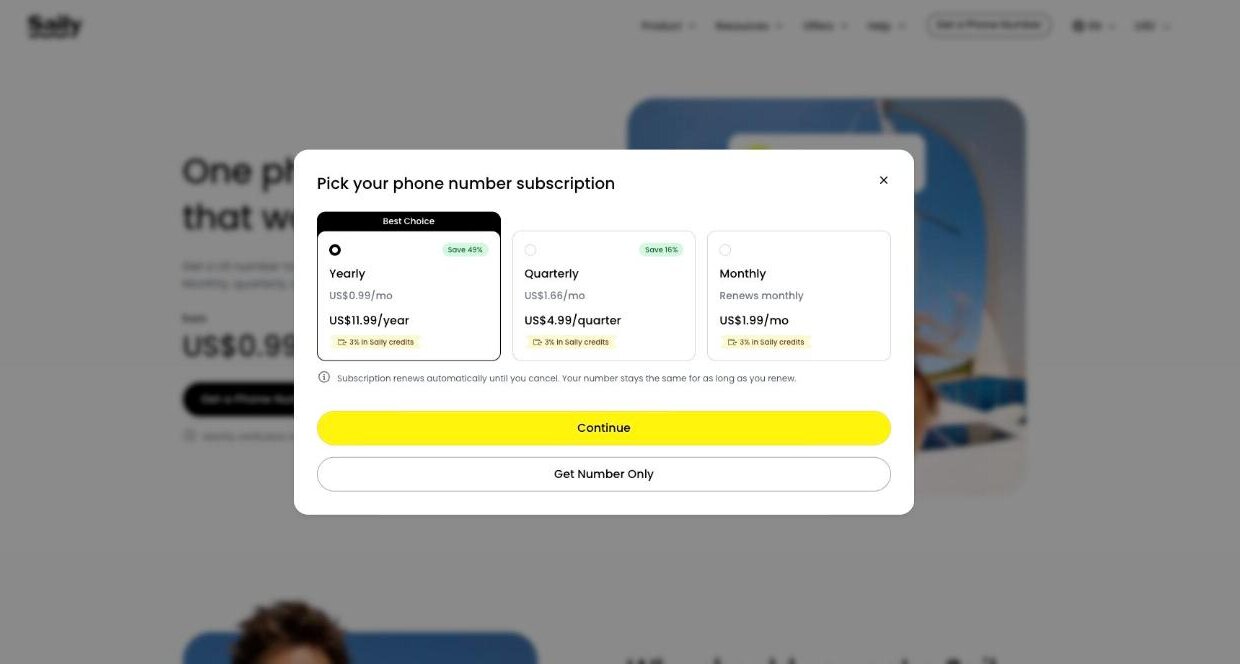 Saily
Product
Resources
Offers
Help
Get a Phone Number
EN
USD
One ph
that wo
US$0.99
Pick your phone number subscription
Best Choice
Save 49%
Yearly
US$0.99/mo
US$11.99/year
3% in Saily credits
Save 16%
Quarterly
US$1.66/mo
US$4.99/quarter
3% in Saily credits
Monthly
Renews monthly
US$1.99/mo
3% in Saily credits
Subscription renews automatically until you cancel. Your number stays the same for as long as you renew.
Continue
Get Number Only